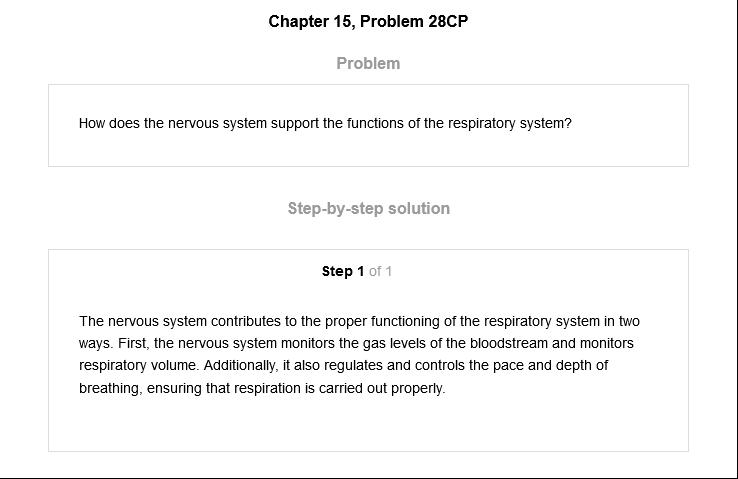 Chapter 15, Problem 28CP
Problem
How does the nervous system support the functions of the respiratory system?
Step-by-step solution
Step 1 of 1
The nervous system contributes to the proper functioning of the respiratory system in two
ways. First, the nervous system monitors the gas levels of the bloodstream and monitors
respiratory volume. Additionally, it also regulates and controls the pace and depth of
breathing, ensuring that respiration is carried out properly.